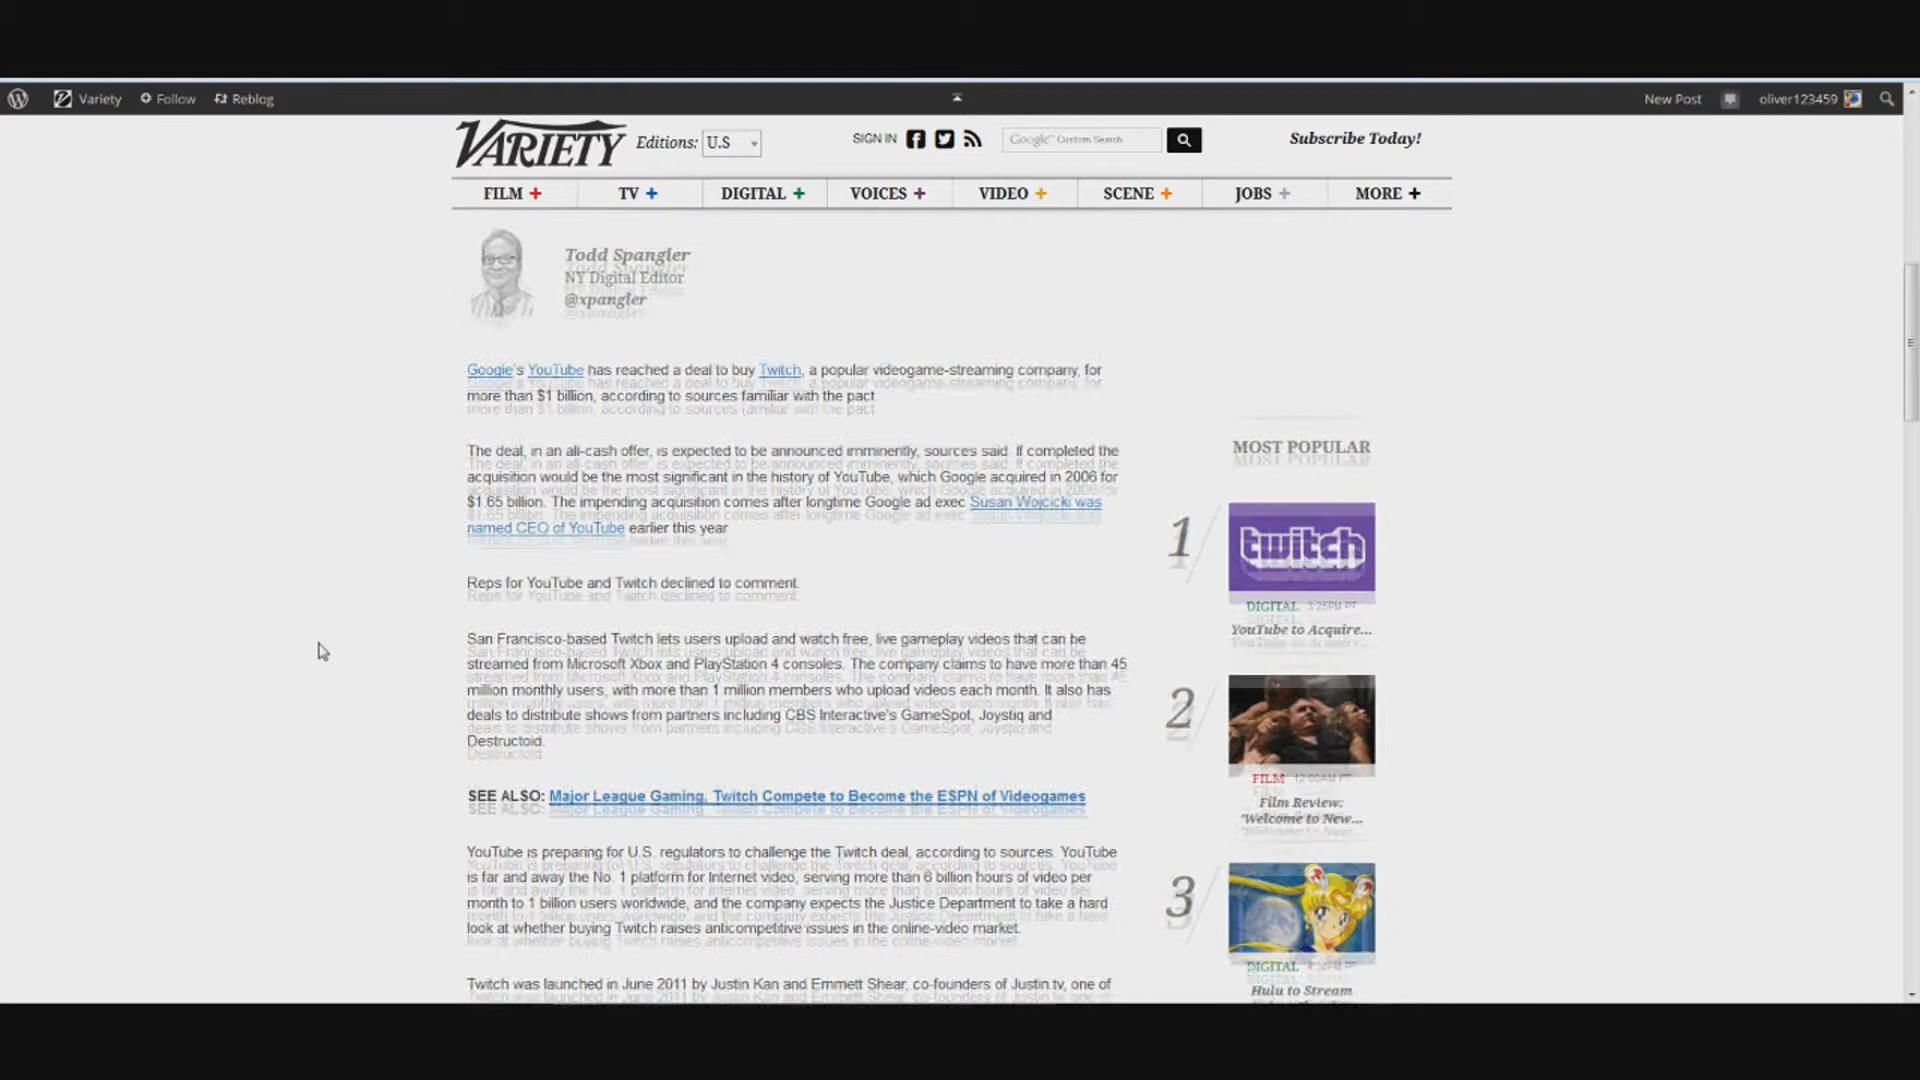 Variety Follow Reblog New Post oliver123459
VARIETY Editions: U.S SIGN IN Google™ Custom Search Subscribe Today!
FILM + TV + DIGITAL + VOICES + VIDEO + SCENE + JOBS + MORE +
Todd Spangler
NY Digital Editor
@xpangler
Google's YouTube has reached a deal to buy Twitch, a popular videogame-streaming company, for
more than $1 billion, according to sources familiar with the pact
The deal, in an all-cash offer, is expected to be announced imminently, sources said. If completed the
acquisition would be the most significant in the history of YouTube, which Google acquired in 2006 for
$1.65 billion. The impending acquisition comes after longtime Google ad exec Susan Wojcicki was
named CEO of YouTube earlier this year
Reps for YouTube and Twitch declined to comment.
San Francisco-based Twitch lets users upload and watch free, live gameplay videos that can be
streamed from Microsoft Xbox and PlayStation 4 consoles. The company claims to have more than 45
million monthly users, with more than 1 million members who upload videos each month. It also has
deals to distribute shows from partners including CBS Interactive's GameSpot, Joystiq and
Destructoid.
SEE ALSO: Major League Gaming, Twitch Compete to Become the ESPN of Videogames
YouTube is preparing for U.S. regulators to challenge the Twitch deal, according to sources. YouTube
is far and away the No. 1 platform for Internet video, serving more than 6 billion hours of video per
month to 1 billion users worldwide, and the company expects the Justice Department to take a hard
look at whether buying Twitch raises anticompetitive issues in the online-video market.
Twitch was launched in June 2011 by Justin Kan and Emmett Shear, co-founders of Justin.tv, one of
MOST POPULAR
1
twitch
DIGITAL 3:25PM PT
YouTube to Acquire...
2
FILM 12:00AM PT
Film Review:
'Welcome to New...
3
DIGITAL
Hulu to Stream